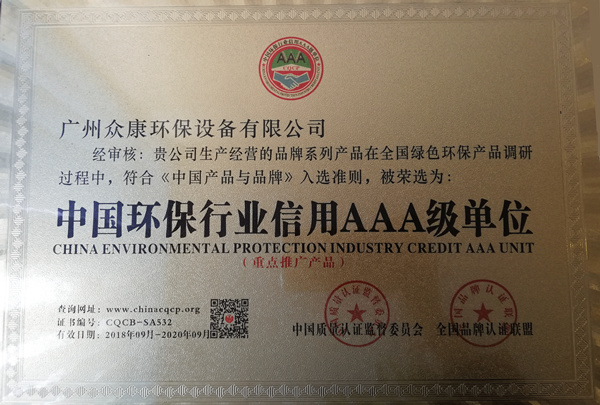 AAA
CQCP
广州众康环保设备有限公司
经审核：贵公司生产经营的品牌系列产品在全国绿色环保产品调研
过程中，符合《中国产品与品牌》入选准则，被荣选为：
中国环保行业信用AAA级单位
CHINA ENVIRONMENTAL PROTECTION INDUSTRY CREDIT AAA UNIT
（重点推广产品）
查询网址：www.chinacqcp.org
证书编号：CQCB-SA532
有效日期：2018年09月-2020年09月
中国质量认证监督委员会 全国品牌认证联盟